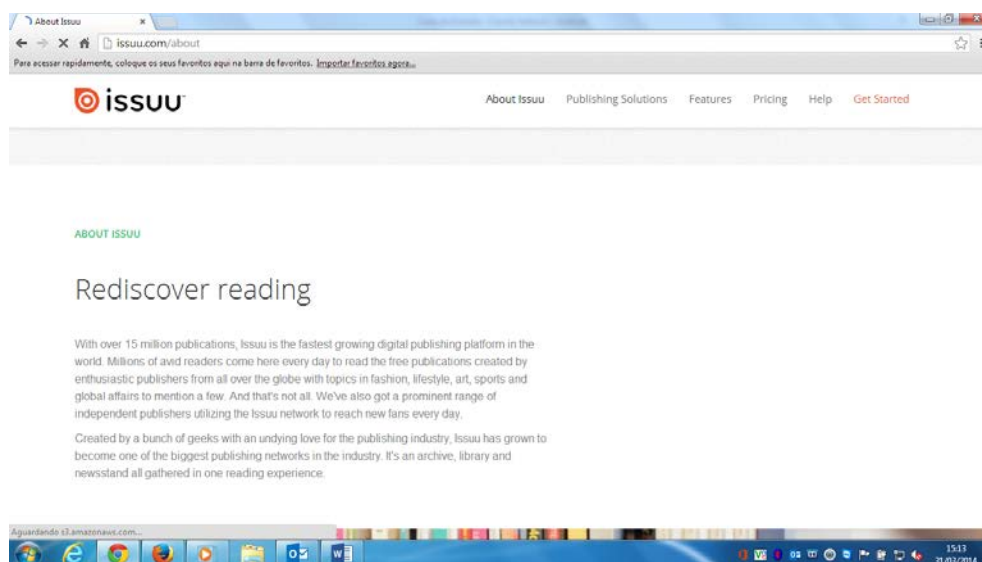 About Issuu
issuu.com/about
Para acessar rapidamente, coloque os seus favoritos aqui na barra de favoritos. Importar favoritos agora...
issuu
About Issuu Publishing Solutions Features Pricing Help Get Started
ABOUT ISSUU
Rediscover reading
With over 15 million publications, Issuu is the fastest growing digital publishing platform in the
world. Millions of avid readers come here every day to read the free publications created by
enthusiastic publishers from all over the globe with topics in fashion, lifestyle, art, sports and
global affairs to mention a few. And that's not all. We've also got a prominent range of
independent publishers utilizing the Issuu network to reach new fans every day.
Created by a bunch of geeks with an undying love for the publishing industry, Issuu has grown to
become one of the biggest publishing networks in the industry. It's an archive, library and
newsstand all gathered in one reading experience.
Aguardando s3.amazonaws.com...
15:13
21/03/2014